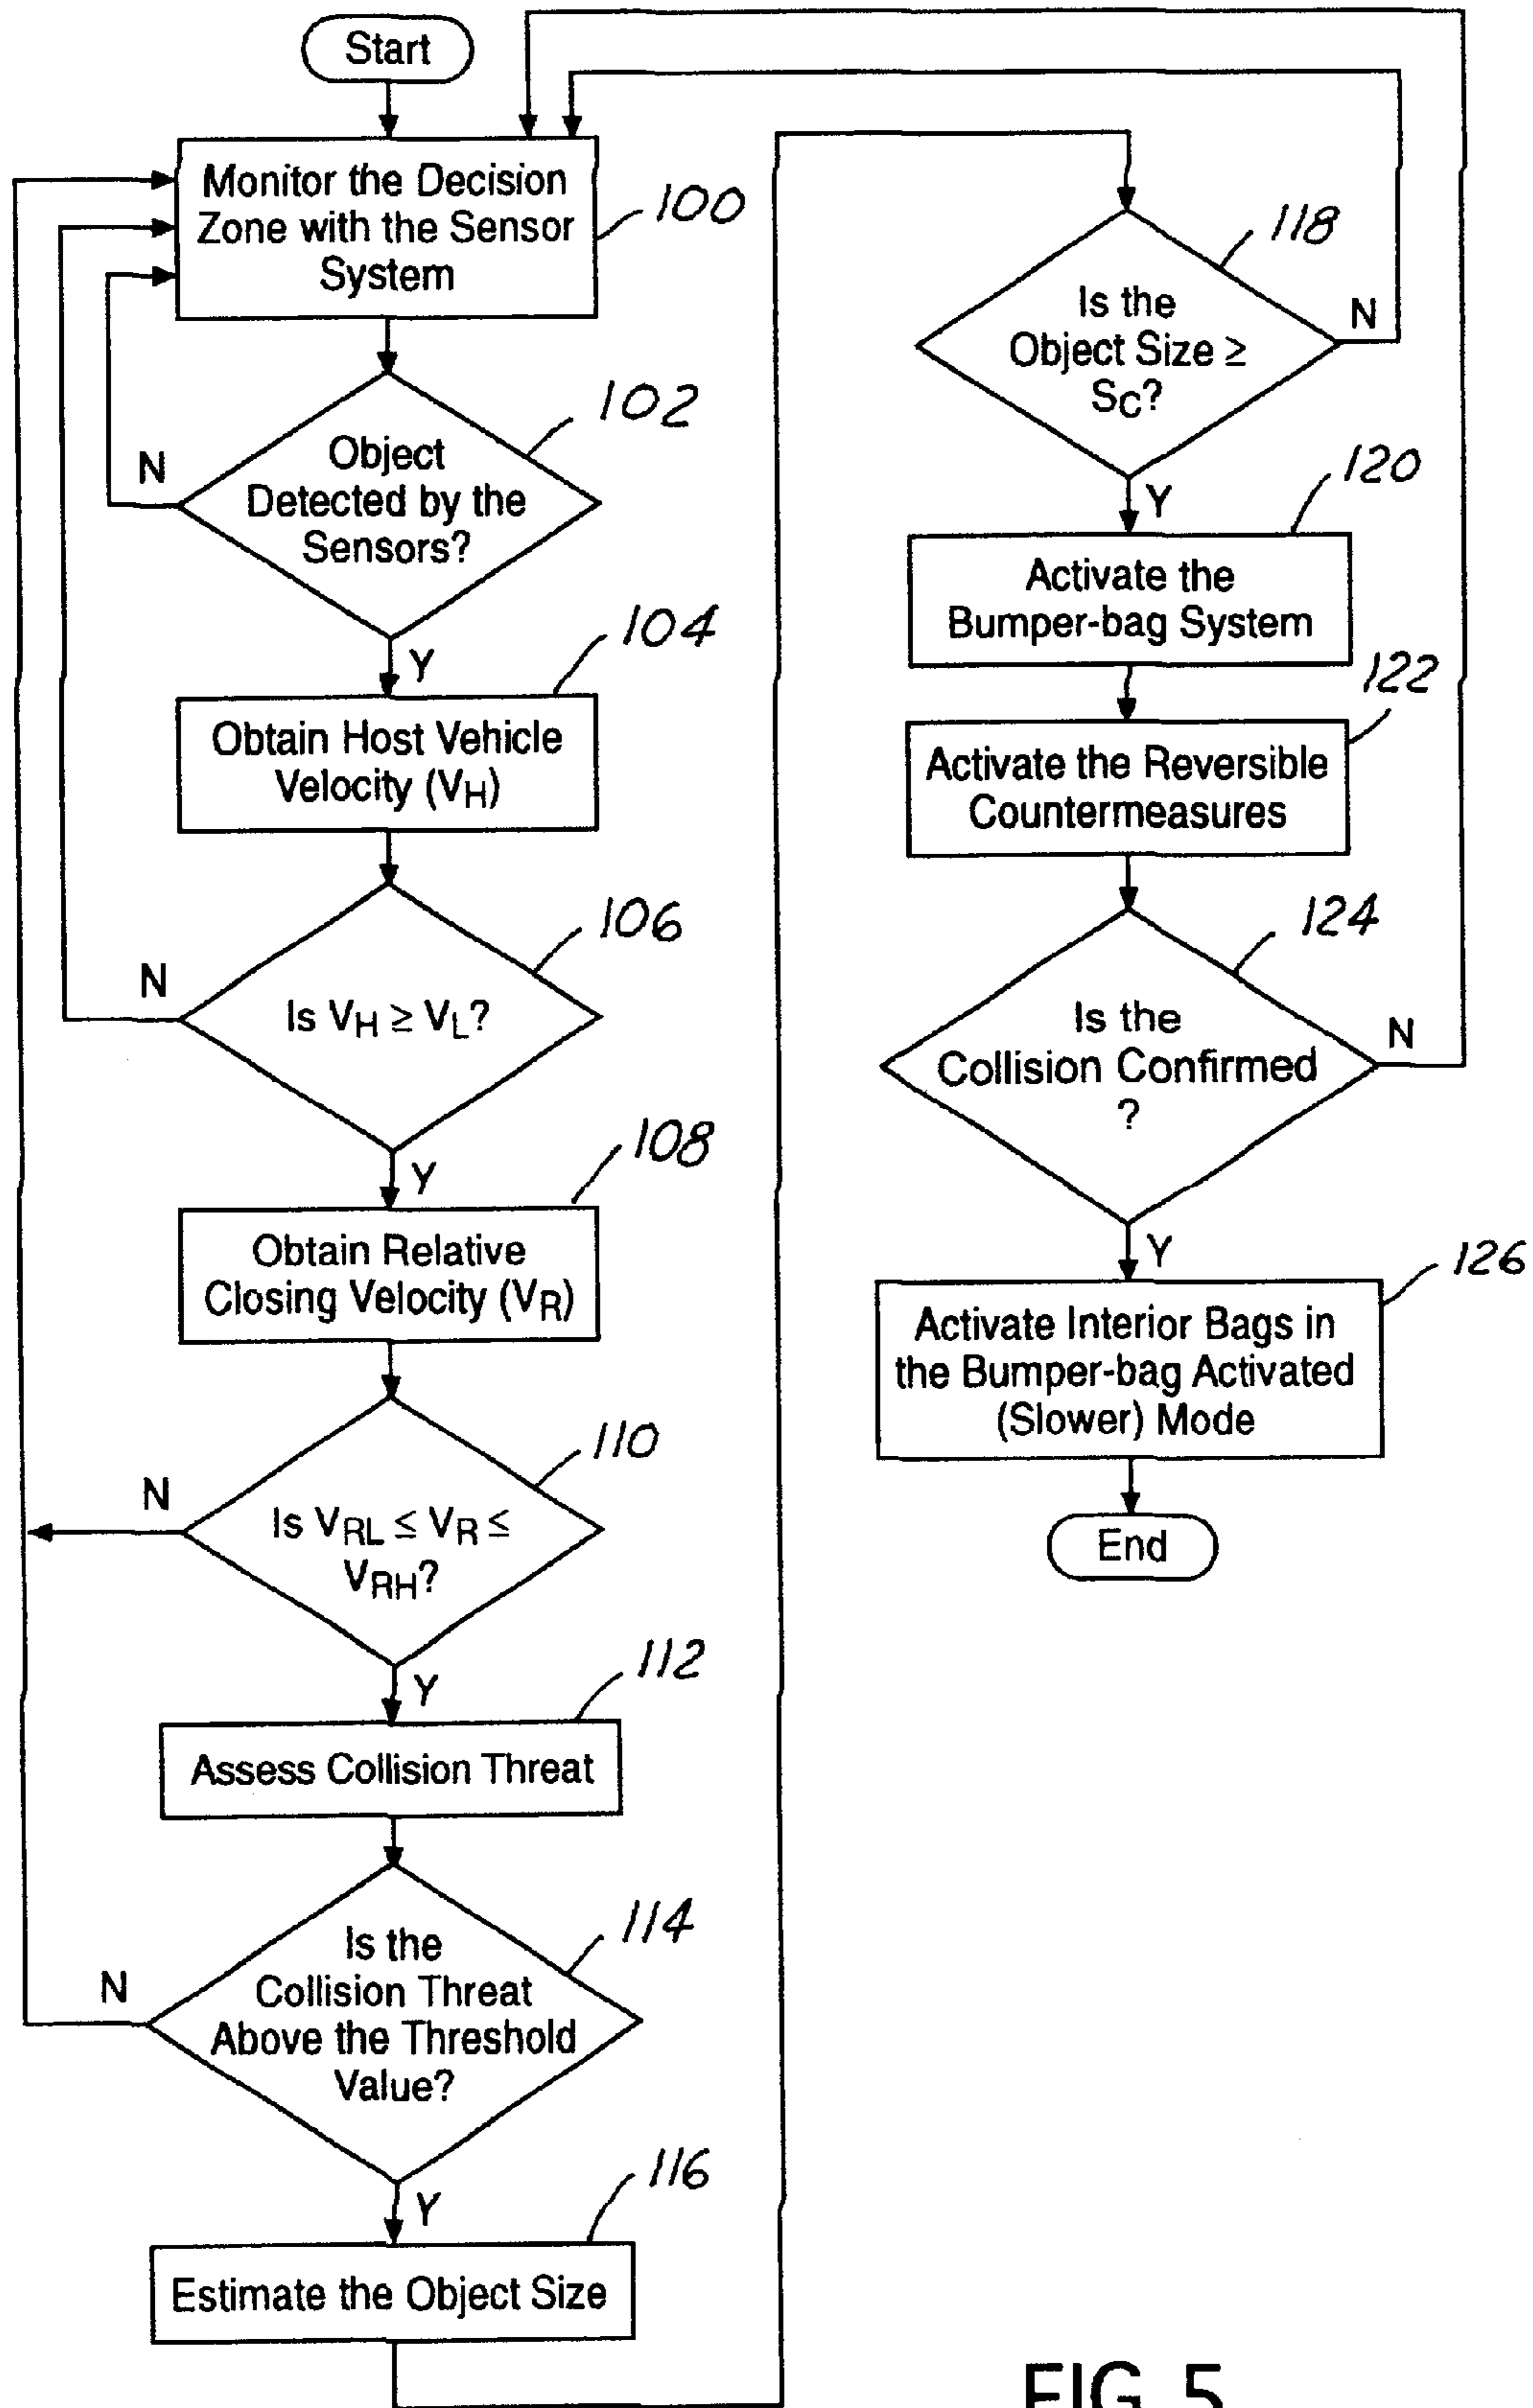 Start
Monitor the Decision
Zone with the Sensor
System
100
Object
Detected by the
Sensors?
102
N
Y
104
Obtain Host Vehicle
Velocity (VH)
106
N
Is VH ≥ VL?
Y
108
Obtain Relative
Closing Velocity (VR)
110
N
Is VRL ≤ VR ≤
VRH?
Y
112
Assess Collision Threat
114
N
Is the
Collision Threat
Above the Threshold
Value?
Y
116
Estimate the Object Size
118
Is the
Object Size ≥
SC?
N
Y
120
Activate the
Bumper-bag System
122
Activate the Reversible
Countermeasures
124
Is the
Collision Confirmed
?
N
Y
126
Activate Interior Bags in
the Bumper-bag Activated
(Slower) Mode
End
FIG. 5